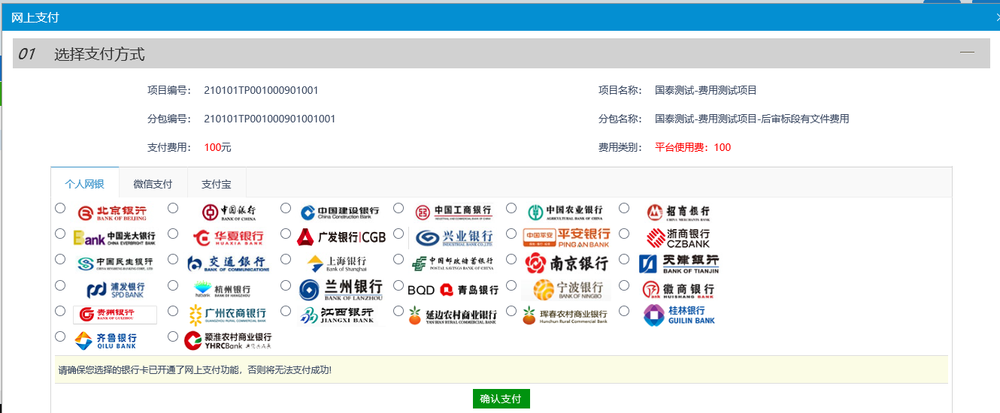 网上支付
01 选择支付方式
项目编号： 210101TP001000901001 项目名称： 国泰测试-费用测试项目
分包编号： 210101TP001000901001001 分包名称： 国泰测试-费用测试项目-后审标段有文件费用
支付费用： 100元 费用类别： 平台使用费：100
个人网银 微信支付 支付宝
北京银行 BANK OF BEIJING 中国银行 BANK OF CHINA 中国建设银行 China Construction Bank 中国工商银行 INDUSTRIAL AND COMMERCIAL BANK OF CHINA 中国农业银行 AGRICULTURAL BANK OF CHINA 招商银行 CHINA MERCHANTS BANK
Bank 中国光大银行 CHINA EVERBRIGHT BANK 华夏银行 HUAXIA BANK 广发银行|CGB 兴业银行 INDUSTRIAL BANK CO.,LTD. 中国平安 平安银行 PING AN BANK 浙商银行 CZBANK
中国民生银行 CHINA MINSHENG BANKING CORP., LTD 交通银行 BANK OF COMMUNICATIONS 上海银行 Bank of Shanghai 中国邮政储蓄银行 POSTAL SAVINGS BANK OF CHINA 南京银行 天津银行 BANK OF TIANJIN
浦发银行 SPD BANK 杭州银行 BANK OF HANGZHOU 兰州银行 BANK OF LANZHOU BQD 青岛银行 宁波银行 BANK OF NINGBO 徽商银行 HUISHANG BANK
贵州银行 BANK OF GUIZHOU 广州农商银行 GUANGZHOU RURAL COMMERCIAL BANK 江西银行 JIANGXI BANK 延边农村商业银行 YAN BIAN RURAL COMMERCIAL BANK 珲春农村商业银行 Hunchun Rural Commercial Bank 桂林银行 GUILIN BANK
齐鲁银行 QILU BANK 颍淮农村商业银行 YHRCBank
请确保您选择的银行卡已开通了网上支付功能，否则将无法支付成功!
确认支付